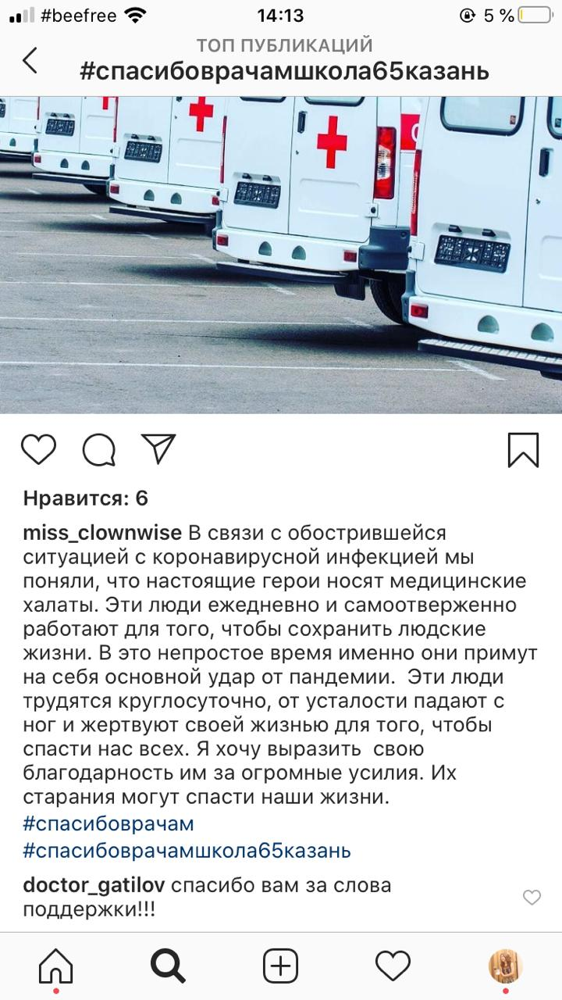 #beefree 14:13 5 %
ТОП ПУБЛИКАЦИЙ
#спасибоврачамшкола65казань
Нравится: 6
miss_clownwise В связи с обострившейся
ситуацией с коронавирусной инфекцией мы
поняли, что настоящие герои носят медицинские
халаты. Эти люди ежедневно и самоотверженно
работают для того, чтобы сохранить людские
жизни. В это непростое время именно они примут
на себя основной удар от пандемии.  Эти люди
трудятся круглосуточно, от усталости падают с
ног и жертвуют своей жизнью для того, чтобы
спасти нас всех. Я хочу выразить  свою
благодарность им за огромные усилия. Их
старания могут спасти наши жизни.
#спасибоврачам
#спасибоврачамшкола65казань
doctor_gatilov спасибо вам за слова
поддержки!!!